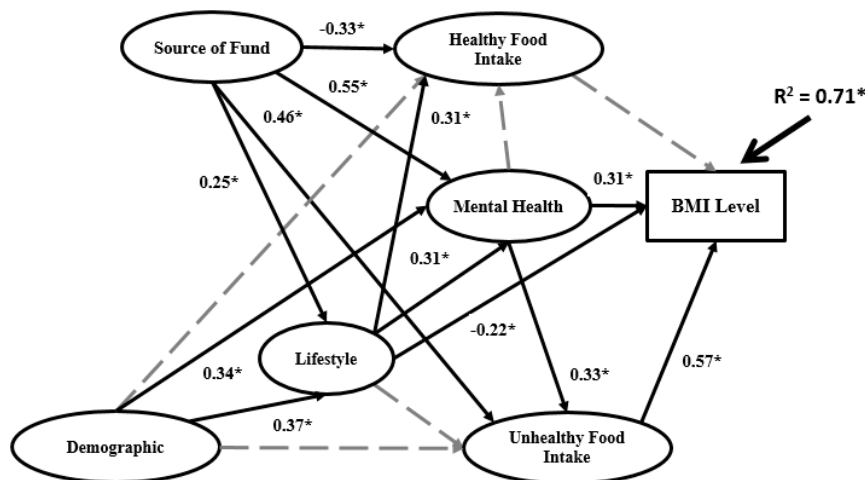 Source of Fund
-0.33*
Healthy Food
Intake
0.55*
R² = 0.71*
0.46*
0.31*
0.25*
Mental Health
0.31*
BMI Level
0.31*
-0.22*
Lifestyle
0.34*
0.33*
0.57*
0.37*
Demographic
Unhealthy Food
Intake